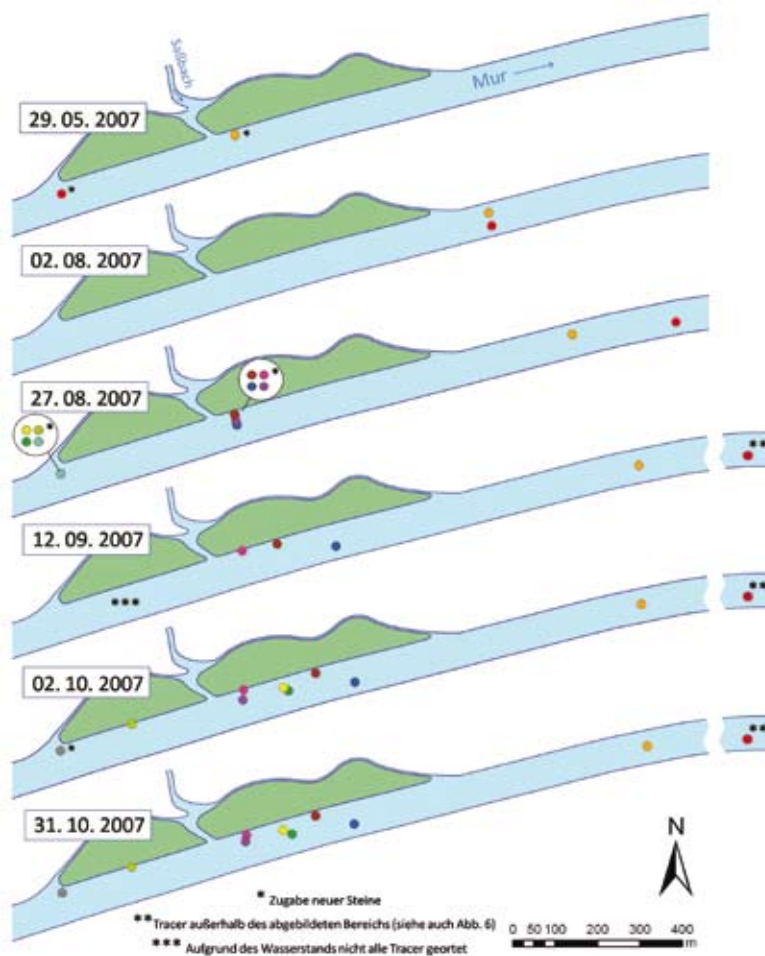 Saßbach
Mur
29. 05. 2007
*
*
02. 08. 2007
27. 08. 2007
*
*
12. 09. 2007
**
***
02. 10. 2007
**
*
31. 10. 2007
**
N
* Zugabe neuer Steine
** Tracer außerhalb des abgebildeten Bereichs (siehe auch Abb. 6)
*** Aufgrund des Wasserstands nicht alle Tracer geortet
0 50 100 200 300 400
m